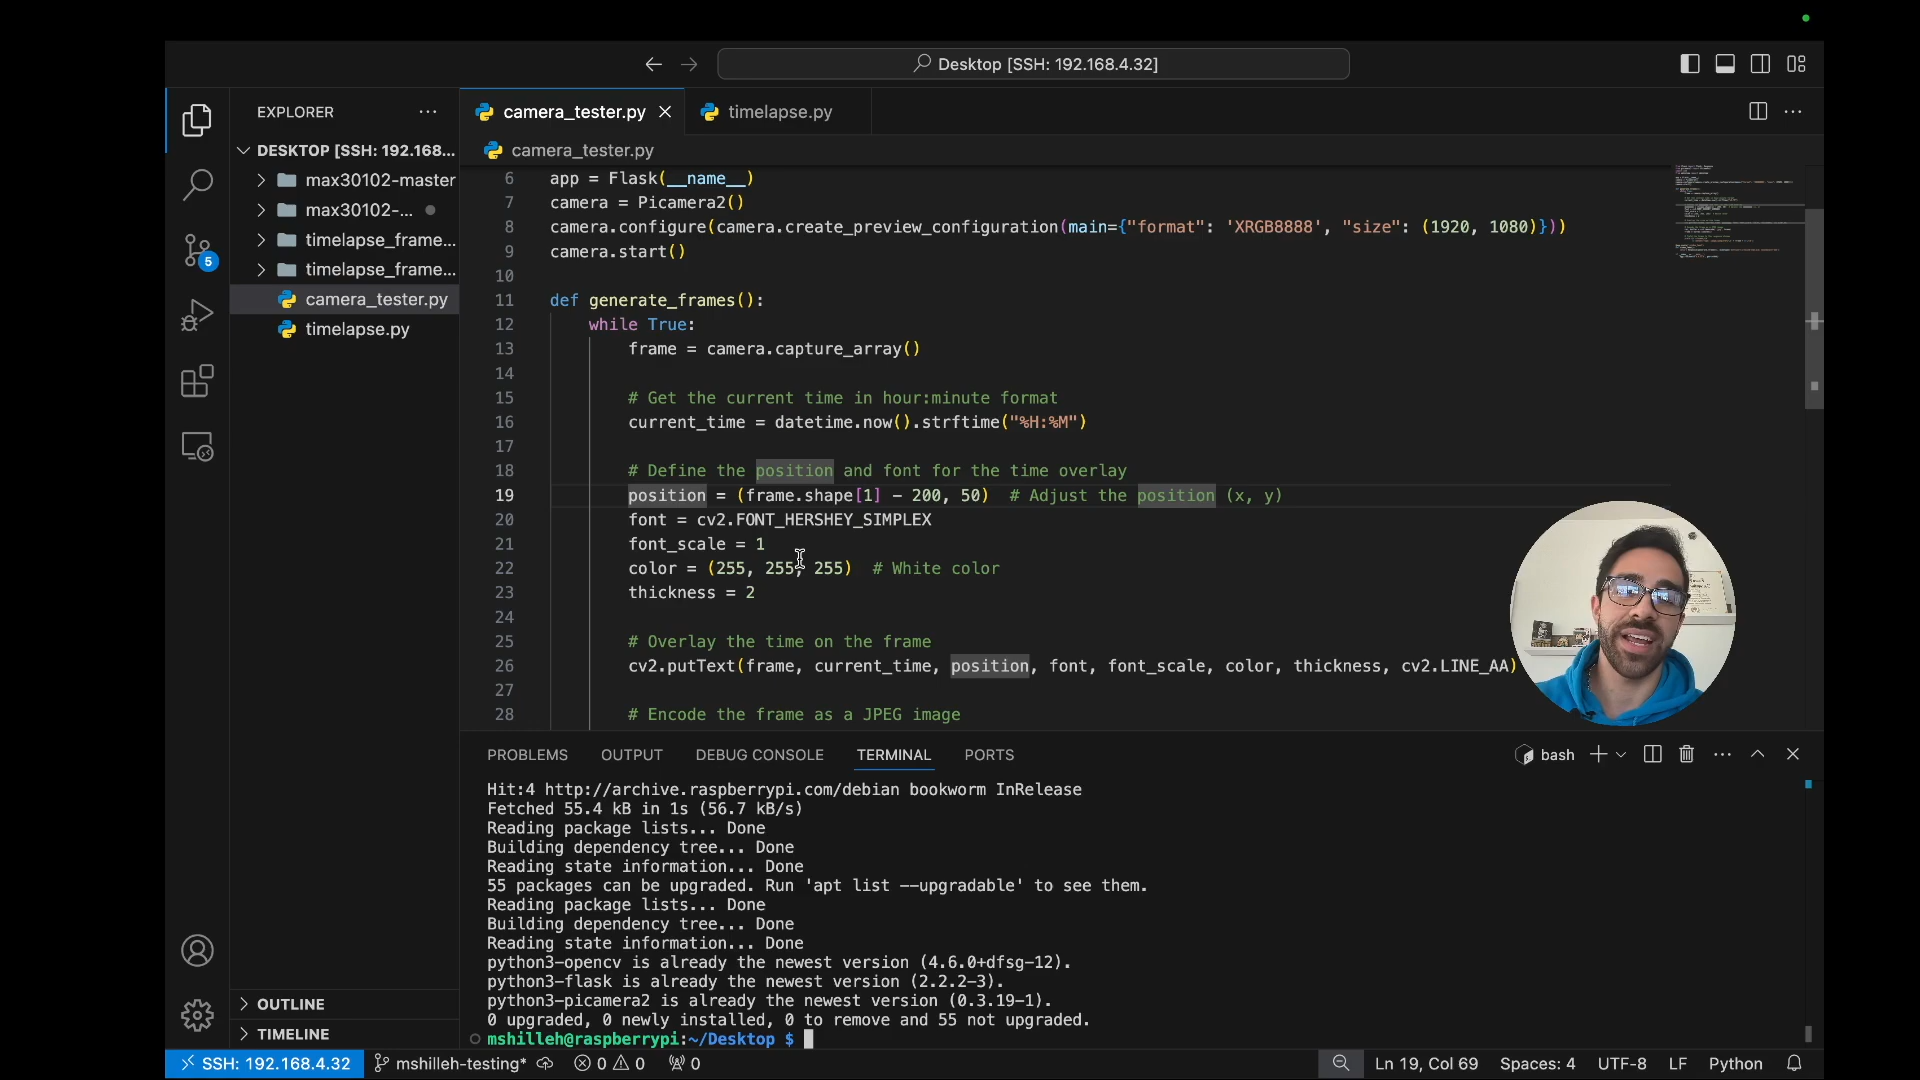 Desktop [SSH: 192.168.4.32]
EXPLORER
DESKTOP [SSH: 192.168...
max30102-master
max30102-...
timelapse_frame...
timelapse_frame...
camera_tester.py
timelapse.py
OUTLINE
TIMELINE
camera_tester.py
timelapse.py
camera_tester.py
6 app = Flask(__name__)
7 camera = Picamera2()
8 camera.configure(camera.create_preview_configuration(main={"format": 'XRGB8888', "size": (1920, 1080)}))
9 camera.start()
10
11 def generate_frames():
12 while True:
13 frame = camera.capture_array()
14
15 # Get the current time in hour:minute format
16 current_time = datetime.now().strftime("%H:%M")
17
18 # Define the position and font for the time overlay
19 position = (frame.shape[1] - 200, 50) # Adjust the position (x, y)
20 font = cv2.FONT_HERSHEY_SIMPLEX
21 font_scale = 1
22 color = (255, 255, 255) # White color
23 thickness = 2
24
25 # Overlay the time on the frame
26 cv2.putText(frame, current_time, position, font, font_scale, color, thickness, cv2.LINE_AA)
27
28 # Encode the frame as a JPEG image
PROBLEMS OUTPUT DEBUG CONSOLE TERMINAL PORTS
bash
Hit:4 http://archive.raspberrypi.com/debian bookworm InRelease
Fetched 55.4 kB in 1s (56.7 kB/s)
Reading package lists... Done
Building dependency tree... Done
Reading state information... Done
55 packages can be upgraded. Run 'apt list --upgradable' to see them.
Reading package lists... Done
Building dependency tree... Done
Reading state information... Done
python3-opencv is already the newest version (4.6.0+dfsg-12).
python3-flask is already the newest version (2.2.2-3).
python3-picamera2 is already the newest version (0.3.19-1).
0 upgraded, 0 newly installed, 0 to remove and 55 not upgraded.
mshilleh@raspberrypi:~/Desktop $
5
SSH: 192.168.4.32 mshilleh-testing* 0 0 0 Ln 19, Col 69 Spaces: 4 UTF-8 LF Python